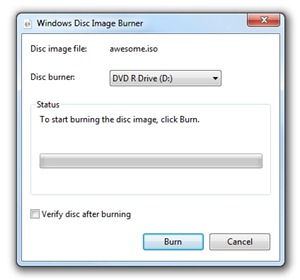 Windows Disc Image Burner
Disc image file: awesome.iso
Disc burner: DVD R Drive (D:)
Status
To start burning the disc image, click Burn.
Verify disc after burning
Burn Cancel